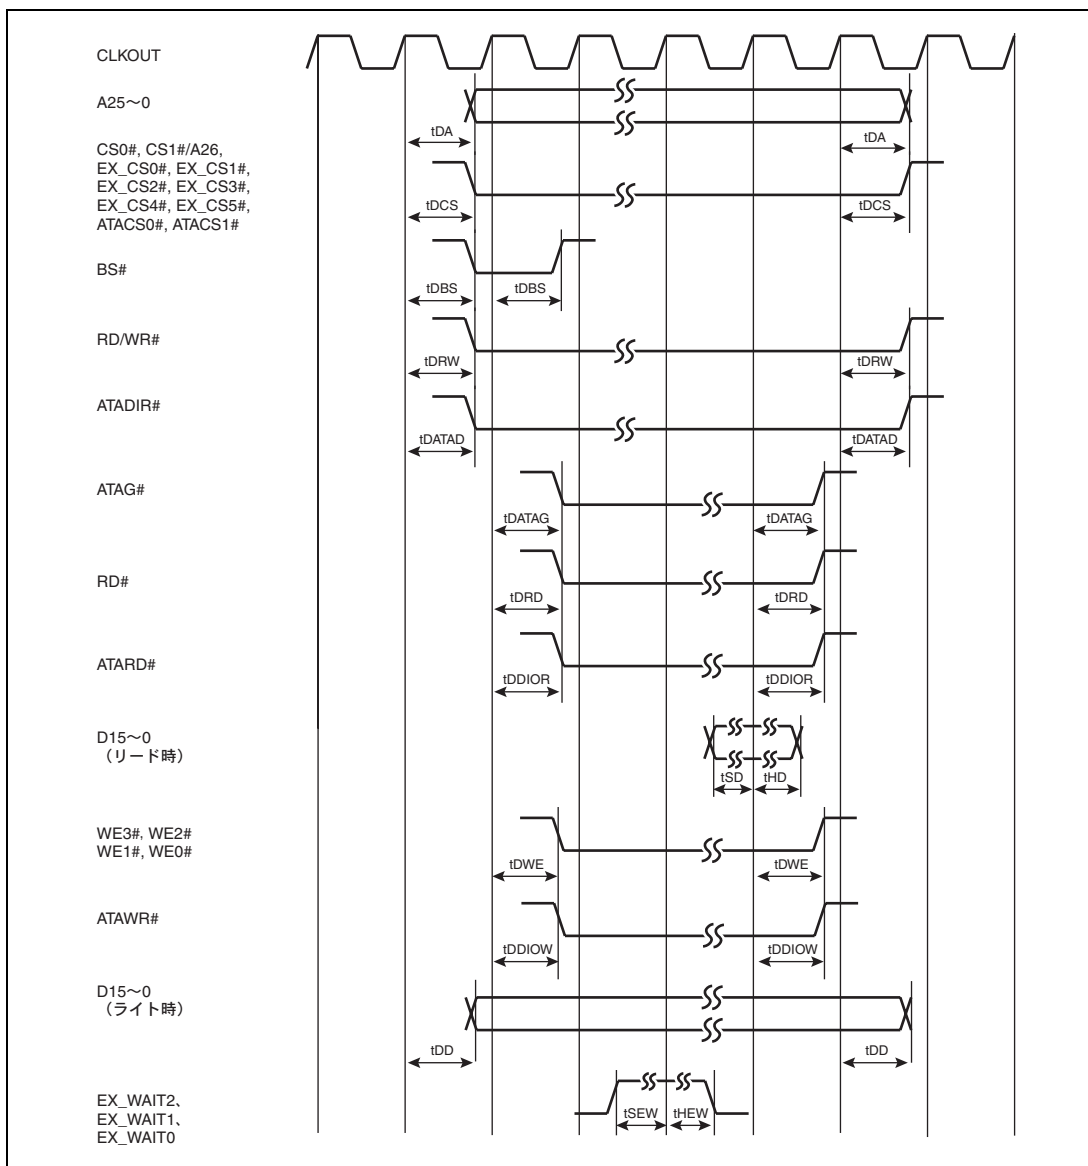 CLKOUT
A25～0
tDA tDA
CS0#, CS1#/A26,
EX_CS0#, EX_CS1#,
EX_CS2#, EX_CS3#,
EX_CS4#, EX_CS5#,
ATACS0#, ATACS1#
tDCS tDCS
BS#
tDBS tDBS
RD/WR#
tDRW tDRW
ATADIR#
tDATAD tDATAD
ATAG#
tDATAG tDATAG
RD#
tDRD tDRD
ATARD#
tDDIOR tDDIOR
D15～0
（リード時）
tSD tHD
WE3#, WE2#
WE1#, WE0#
tDWE tDWE
ATAWR#
tDDIOW tDDIOW
D15～0
（ライト時）
tDD tDD
EX_WAIT2、
EX_WAIT1、
EX_WAIT0
tSEW tHEW